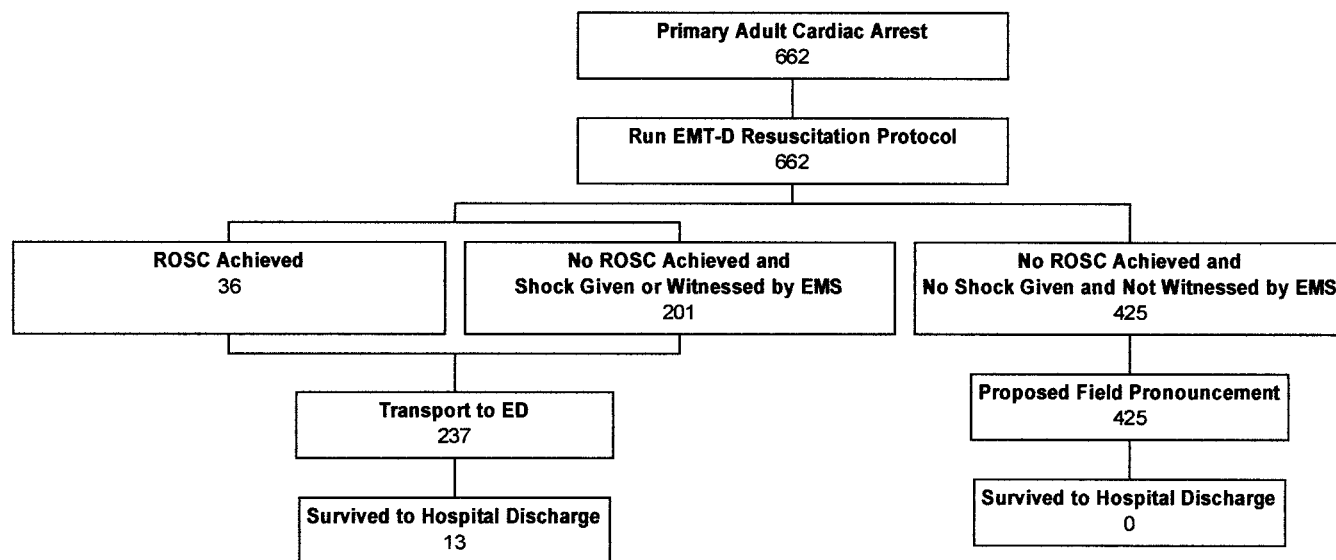 Primary Adult Cardiac Arrest
662
Run EMT-D Resuscitation Protocol
662
ROSC Achieved
36
No ROSC Achieved and
Shock Given or Witnessed by EMS
201
No ROSC Achieved and
No Shock Given and Not Witnessed by EMS
425
Transport to ED
237
Proposed Field Pronouncement
425
Survived to Hospital Discharge
13
Survived to Hospital Discharge
0